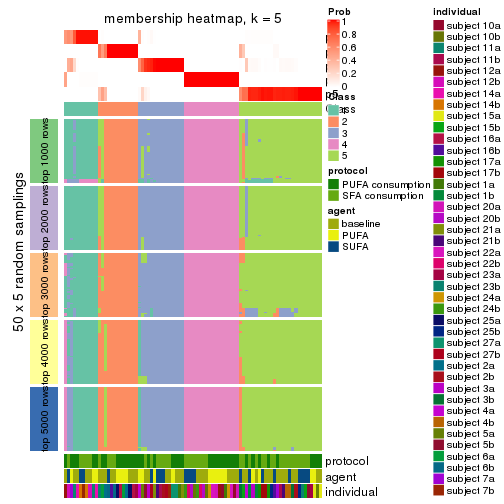 membership heatmap, k = 5
Prob
1
0.8
0.6
0.4
0.2
0
Class
1
2
3
4
5
protocol
PUFA consumption
SFA consumption
agent
baseline
PUFA
SUFA
individual
subject 10a
subject 10b
subject 11a
subject 11b
subject 12a
subject 12b
subject 14a
subject 14b
subject 15a
subject 15b
subject 16a
subject 16b
subject 17a
subject 17b
subject 1a
subject 1b
subject 20a
subject 20b
subject 21a
subject 21b
subject 22a
subject 22b
subject 23a
subject 23b
subject 24a
subject 24b
subject 25a
subject 25b
subject 27a
subject 27b
subject 2a
subject 2b
subject 3a
subject 3b
subject 4a
subject 4b
subject 5a
subject 5b
subject 6a
subject 6b
subject 7a
subject 7b
50 x 5 random samplings
top 1000 rows
top 2000 rows
top 3000 rows
top 4000 rows
top 5000 rows
protocol
agent
individual